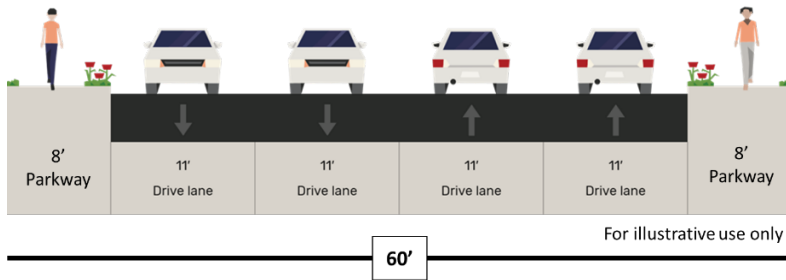 8’
Parkway
11’
Drive lane
11’
Drive lane
11’
Drive lane
11’
Drive lane
8’
Parkway
For illustrative use only
60’